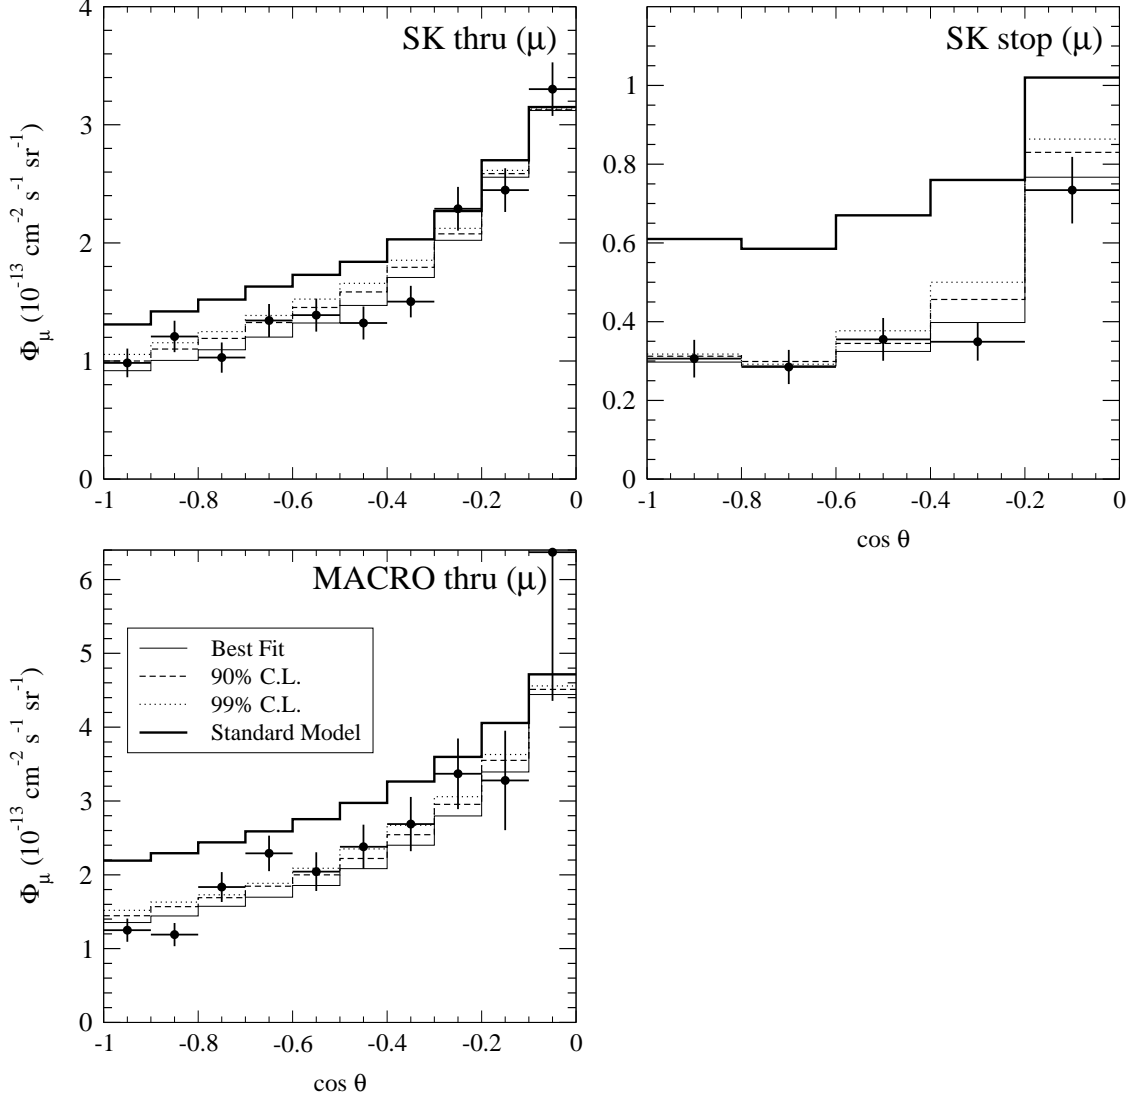 SK thru (μ)
Φμ (10⁻¹³ cm⁻² s⁻¹ sr⁻¹)
4
3
2
1
0
-1 -0.8 -0.6 -0.4 -0.2 0
SK stop (μ)
1
0.8
0.6
0.4
0.2
0
-1 -0.8 -0.6 -0.4 -0.2 0
cos θ
MACRO thru (μ)
Φμ (10⁻¹³ cm⁻² s⁻¹ sr⁻¹)
6
5
4
3
2
1
0
Best Fit
90% C.L.
99% C.L.
Standard Model
-1 -0.8 -0.6 -0.4 -0.2 0
cos θ